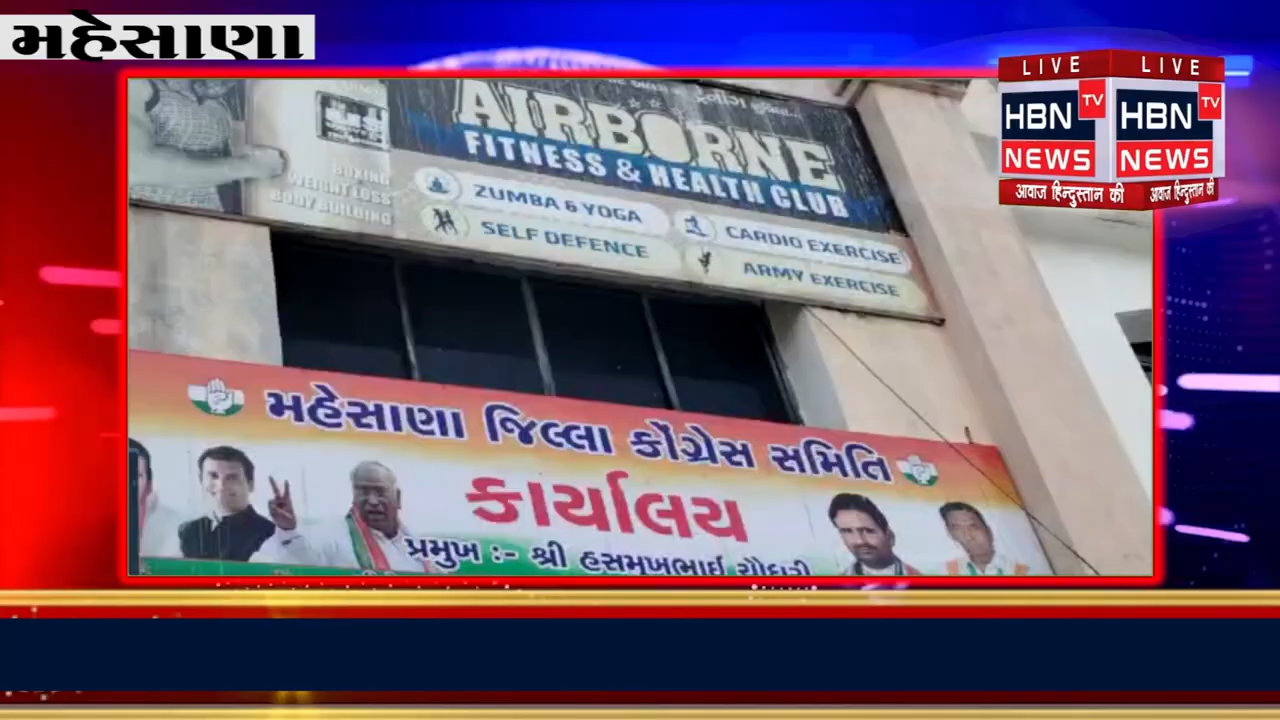 મહેસાણા
LIVE LIVE
HBN TV HBN TV
NEWS NEWS
आवाज हिन्दुस्तान की आवाज हिन्दुस्तान की
AIRBORNE
FITNESS & HEALTH CLUB
BOXING
WEIGHT LOSS
BODY BUILDING
ZUMBA & YOGA
SELF DEFENCE
CARDIO EXERCISE
ARMY EXERCISE
મહેસાણા જિલ્લા કોંગ્રેસ સમિતિ
કાર્યાલય
પ્રમુખ :- શ્રી હસમુખભાઈ ચૌધરી